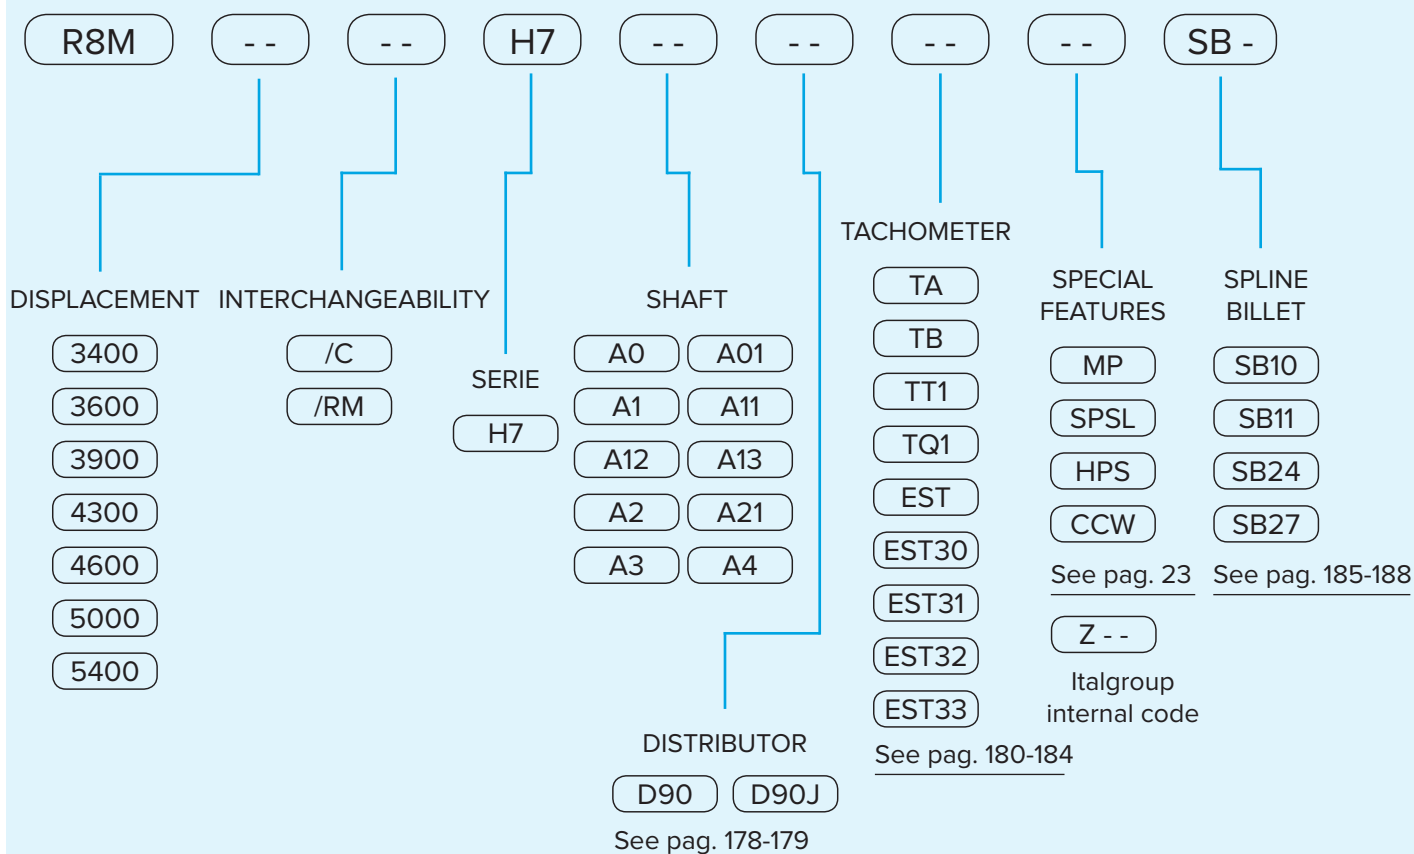 R8M -- -- H7 -- -- -- -- SB -
DISPLACEMENT
3400
3600
3900
4300
4600
5000
5400
INTERCHANGEABILITY
/C
/RM
SERIE
H7
SHAFT
A0 A01
A1 A11
A12 A13
A2 A21
A3 A4
DISTRIBUTOR
D90 D90J
See pag. 178-179
TACHOMETER
TA
TB
TT1
TQ1
EST
EST30
EST31
EST32
EST33
See pag. 180-184
SPECIAL
FEATURES
MP
SPSL
HPS
CCW
See pag. 23
Z --
Italgroup
internal code
SPLINE
BILLET
SB10
SB11
SB24
SB27
See pag. 185-188